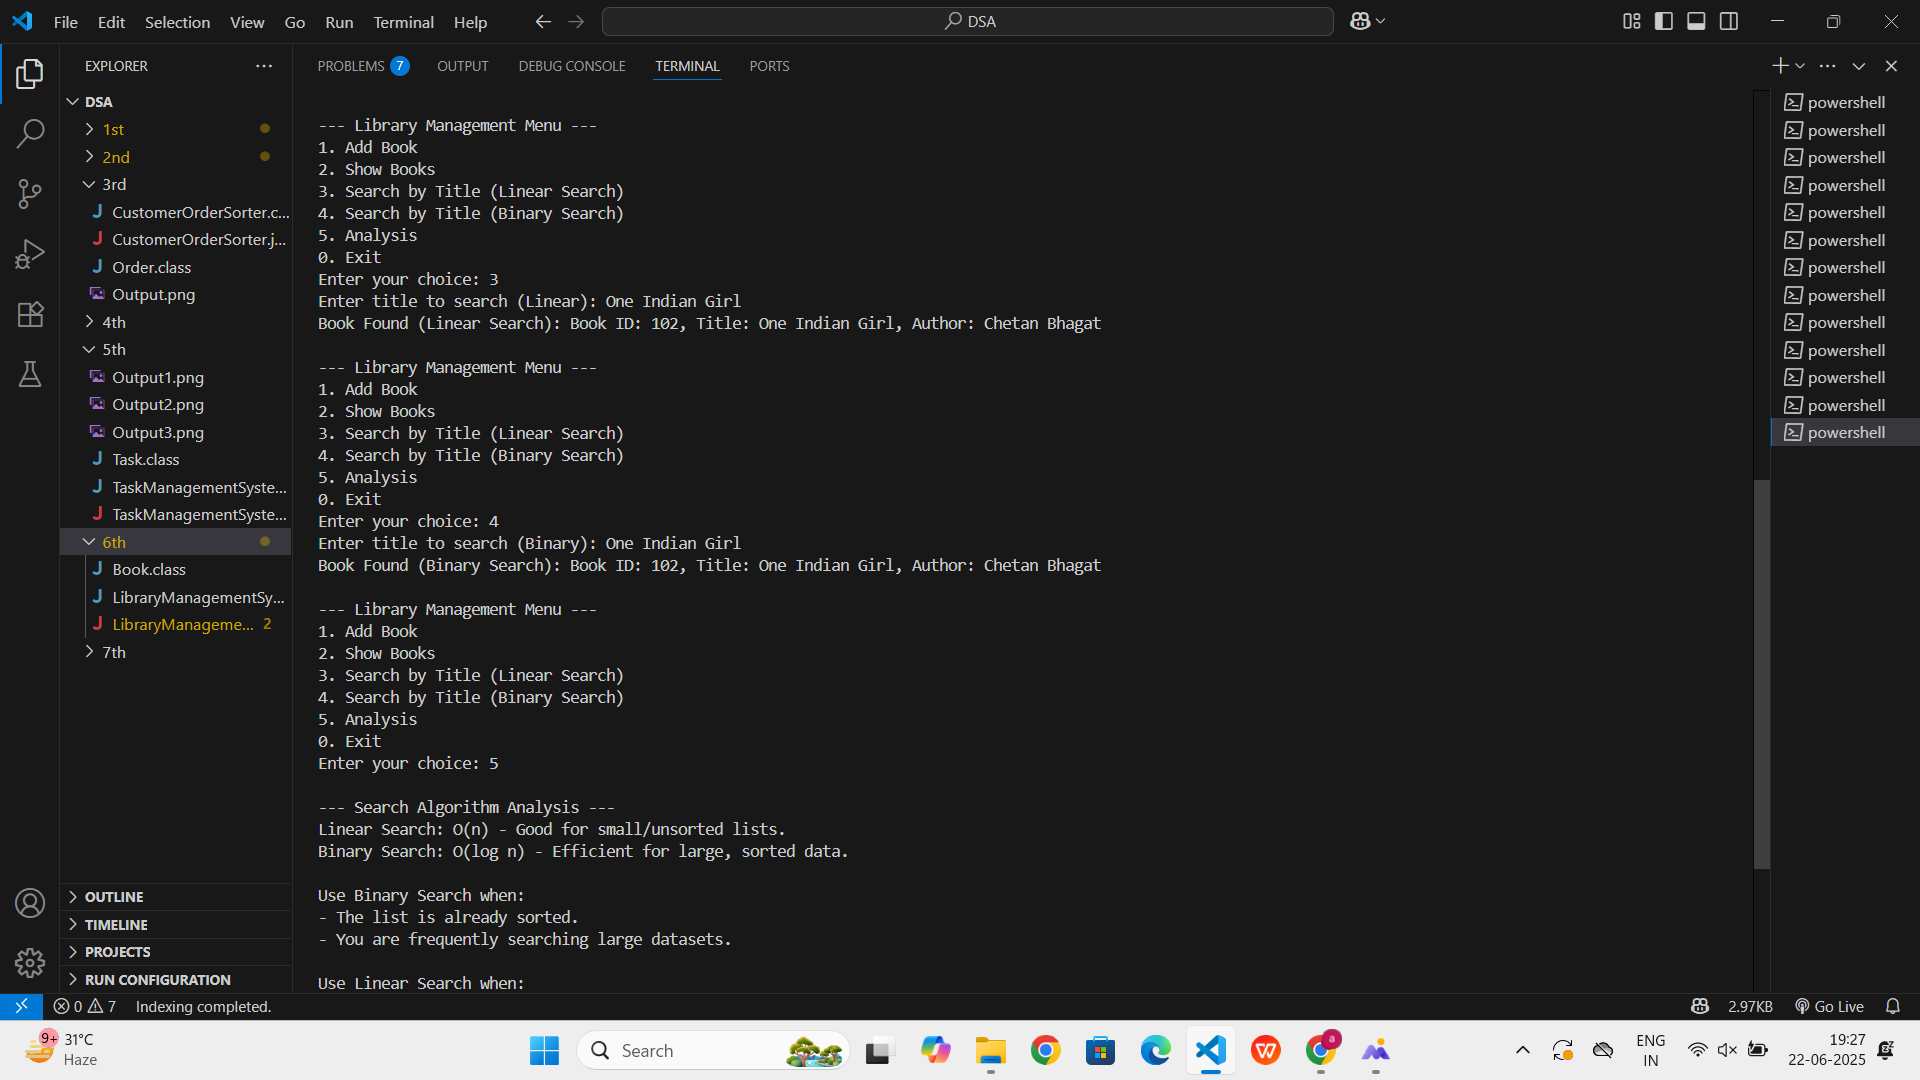 File Edit Selection View Go Run Terminal Help
DSA
EXPLORER
DSA
1st
2nd
3rd
CustomerOrderSorter.c...
CustomerOrderSorter.j...
Order.class
Output.png
4th
5th
Output1.png
Output2.png
Output3.png
Task.class
TaskManagementSyste...
TaskManagementSyste...
6th
Book.class
LibraryManagementSy...
LibraryManageme... 2
7th
OUTLINE
TIMELINE
PROJECTS
RUN CONFIGURATION
PROBLEMS 7 OUTPUT DEBUG CONSOLE TERMINAL PORTS
--- Library Management Menu ---
1. Add Book
2. Show Books
3. Search by Title (Linear Search)
4. Search by Title (Binary Search)
5. Analysis
0. Exit
Enter your choice: 3
Enter title to search (Linear): One Indian Girl
Book Found (Linear Search): Book ID: 102, Title: One Indian Girl, Author: Chetan Bhagat
--- Library Management Menu ---
1. Add Book
2. Show Books
3. Search by Title (Linear Search)
4. Search by Title (Binary Search)
5. Analysis
0. Exit
Enter your choice: 4
Enter title to search (Binary): One Indian Girl
Book Found (Binary Search): Book ID: 102, Title: One Indian Girl, Author: Chetan Bhagat
--- Library Management Menu ---
1. Add Book
2. Show Books
3. Search by Title (Linear Search)
4. Search by Title (Binary Search)
5. Analysis
0. Exit
Enter your choice: 5
--- Search Algorithm Analysis ---
Linear Search: O(n) - Good for small/unsorted lists.
Binary Search: O(log n) - Efficient for large, sorted data.
Use Binary Search when:
- The list is already sorted.
- You are frequently searching large datasets.
Use Linear Search when:
powershell
powershell
powershell
powershell
powershell
powershell
powershell
powershell
powershell
powershell
powershell
powershell
powershell
0 7 Indexing completed.
2.97KB Go Live
9+ 31°C
Haze
Search
a
ENG
IN
19:27
22-06-2025